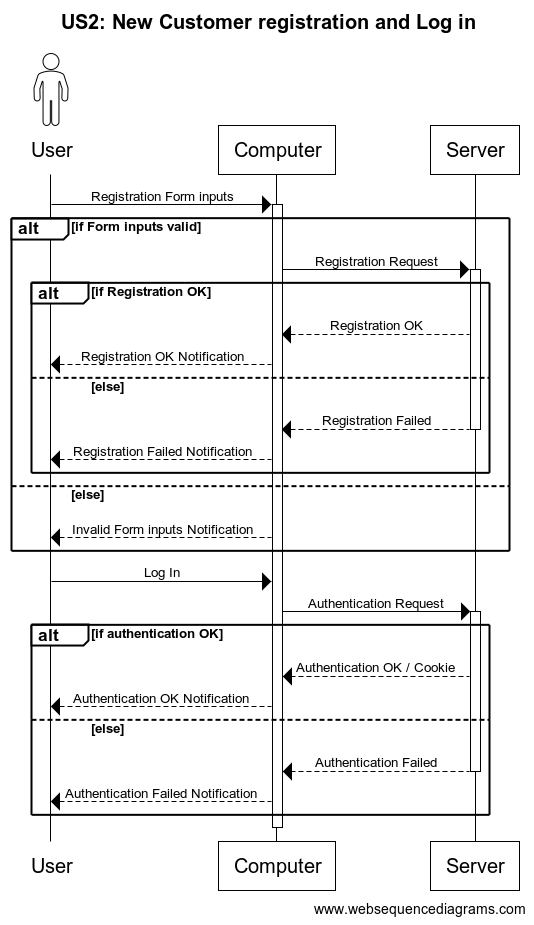 US2: New Customer registration and Log in
User
Computer
Server
Registration Form inputs
alt
[if Form inputs valid]
Registration Request
alt
[if Registration OK]
Registration OK
Registration OK Notification
[else]
Registration Failed
Registration Failed Notification
[else]
Invalid Form inputs Notification
Log In
Authentication Request
alt
[if authentication OK]
Authentication OK / Cookie
Authentication OK Notification
[else]
Authentication Failed
Authentication Failed Notification
User
Computer
Server
www.websequencediagrams.com